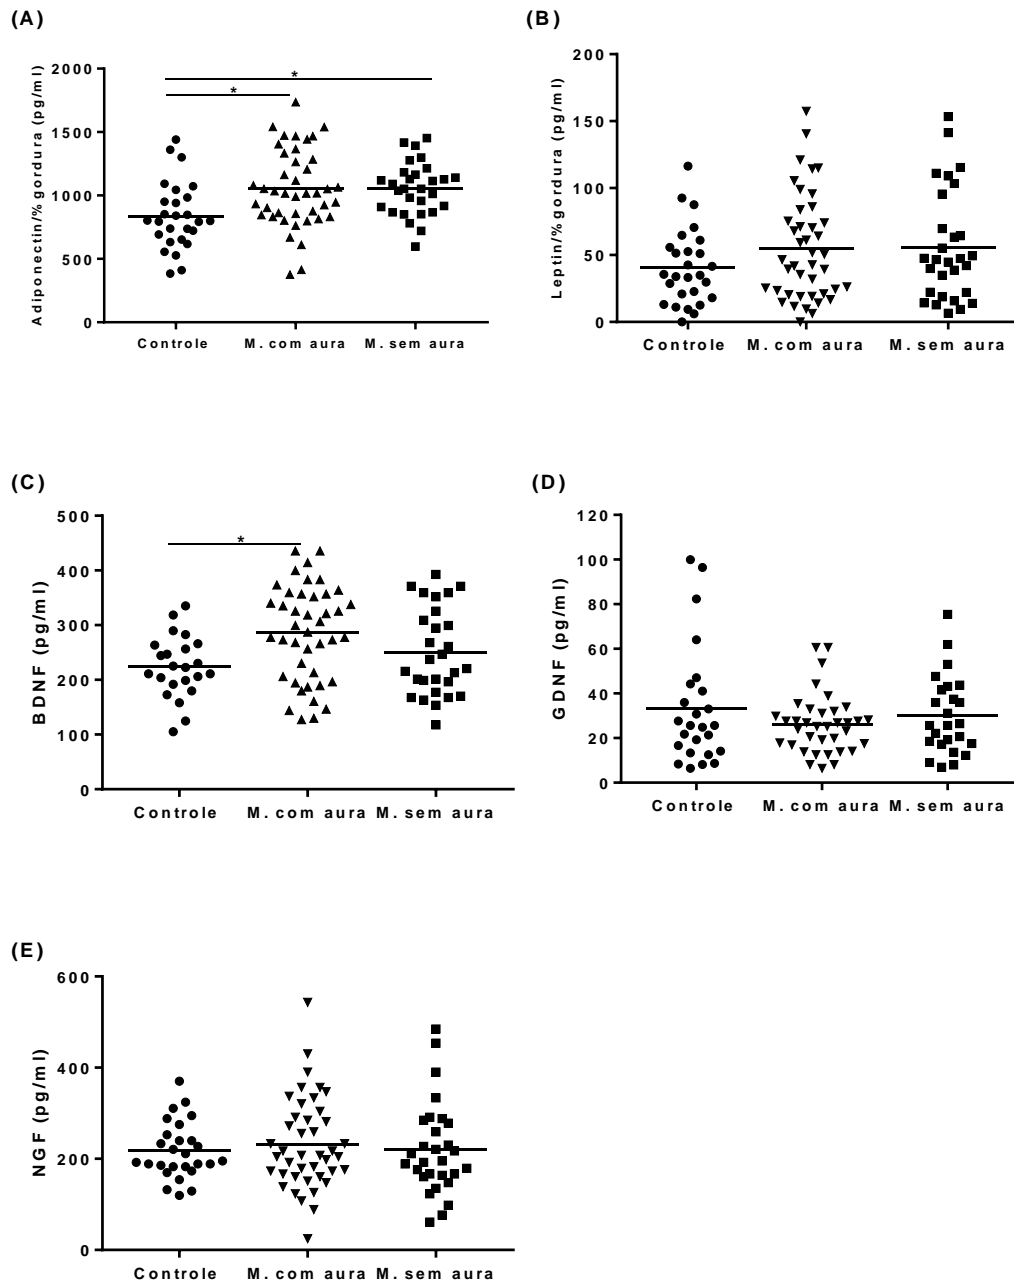 (A)
Adiponectin/% gordura (pg/ml)
2000
1500
1000
500
0
*
*
Controle M. com aura M. sem aura
(B)
Leptin/% gordura (pg/ml)
200
150
100
50
0
Controle M. com aura M. sem aura
(C)
BDNF (pg/ml)
500
400
300
200
100
0
*
Controle M. com aura M. sem aura
(D)
GDNF (pg/ml)
120
100
80
60
40
20
0
Controle M. com aura M. sem aura
(E)
NGF (pg/ml)
600
400
200
0
Controle M. com aura M. sem aura